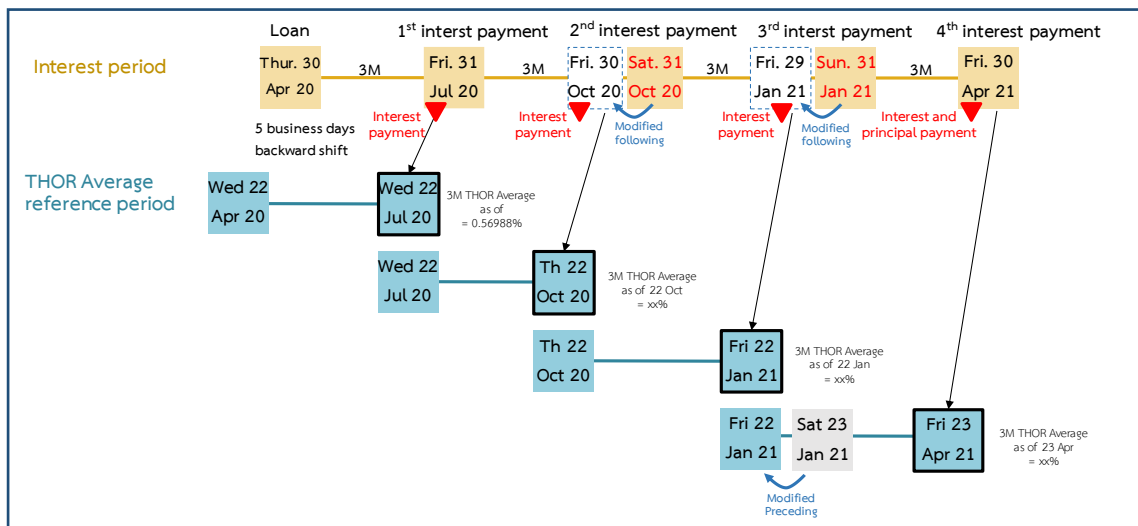 Loan
1st interst payment
2nd interest payment
3rd interst payment
4th interest payment
Interest period
Thur. 30
Apr 20
3M
Fri. 31
Jul 20
3M
Fri. 30
Oct 20
Sat. 31
Oct 20
3M
Fri. 29
Jan 21
Sun. 31
Jan 21
3M
Fri. 30
Apr 21
Interest
payment
Interest
payment
Modified
following
Interest
payment
Modified
following
Interest and
principal payment
5 business days
backward shift
THOR Average
reference period
Wed 22
Apr 20
Wed 22
Jul 20
3M THOR Average
as of
= 0.56988%
Wed 22
Jul 20
Th 22
Oct 20
3M THOR Average
as of 22 Oct
= xx%
Th 22
Oct 20
Fri 22
Jan 21
3M THOR Average
as of 22 Jan
= xx%
Fri 22
Jan 21
Sat 23
Jan 21
Fri 23
Apr 21
3M THOR Average
as of 23 Apr
= xx%
Modified
Preceding